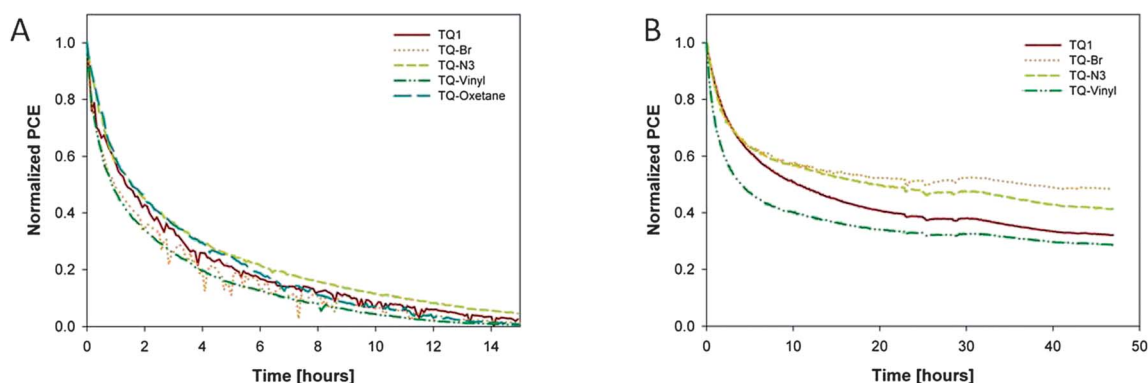 A
1.0
0.8
0.6
0.4
0.2
0.0
Normalized PCE
TQ1
TQ-Br
TQ-N3
TQ-Vinyl
TQ-Oxetane
0 2 4 6 8 10 12 14
Time [hours]
B
1.0
0.8
0.6
0.4
0.2
0.0
Normalized PCE
TQ1
TQ-Br
TQ-N3
TQ-Vinyl
0 10 20 30 40 50
Time [hours]